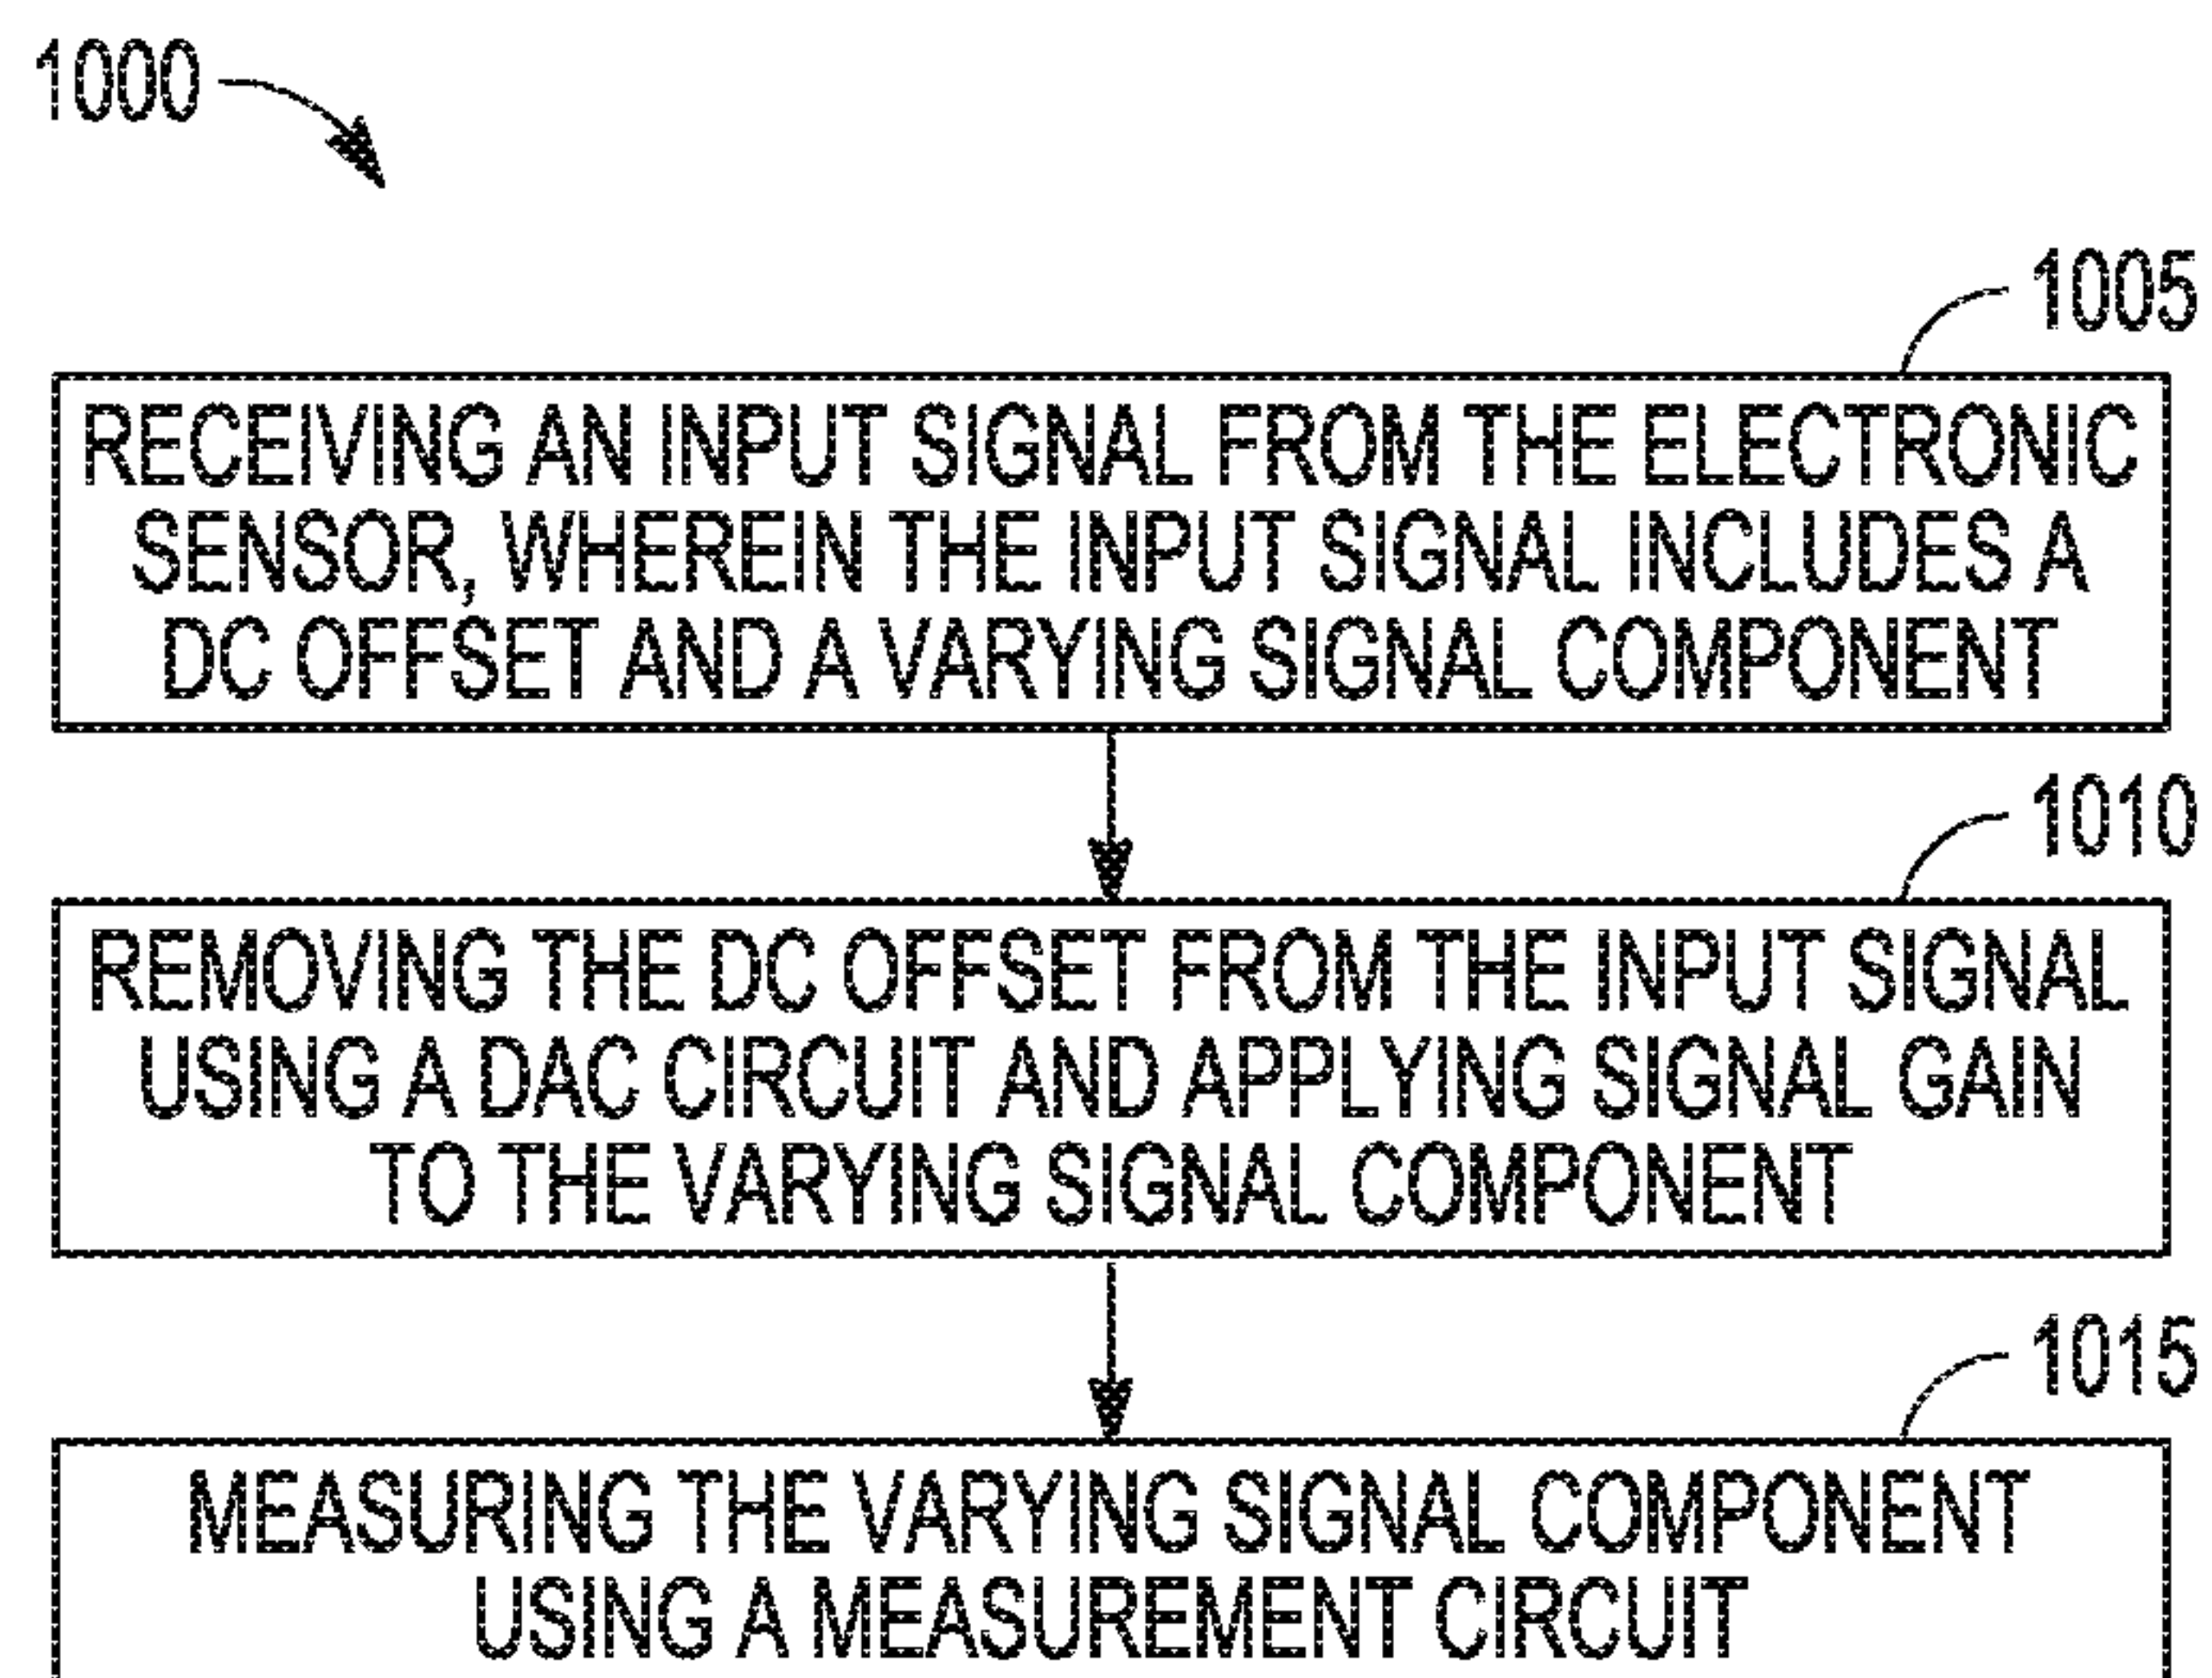 1000
1005
RECEIVING AN INPUT SIGNAL FROM THE ELECTRONIC
SENSOR, WHEREIN THE INPUT SIGNAL INCLUDES A
DC OFFSET AND A VARYING SIGNAL COMPONENT
1010
REMOVING THE DC OFFSET FROM THE INPUT SIGNAL
USING A DAC CIRCUIT AND APPLYING SIGNAL GAIN
TO THE VARYING SIGNAL COMPONENT
1015
MEASURING THE VARYING SIGNAL COMPONENT
USING A MEASUREMENT CIRCUIT